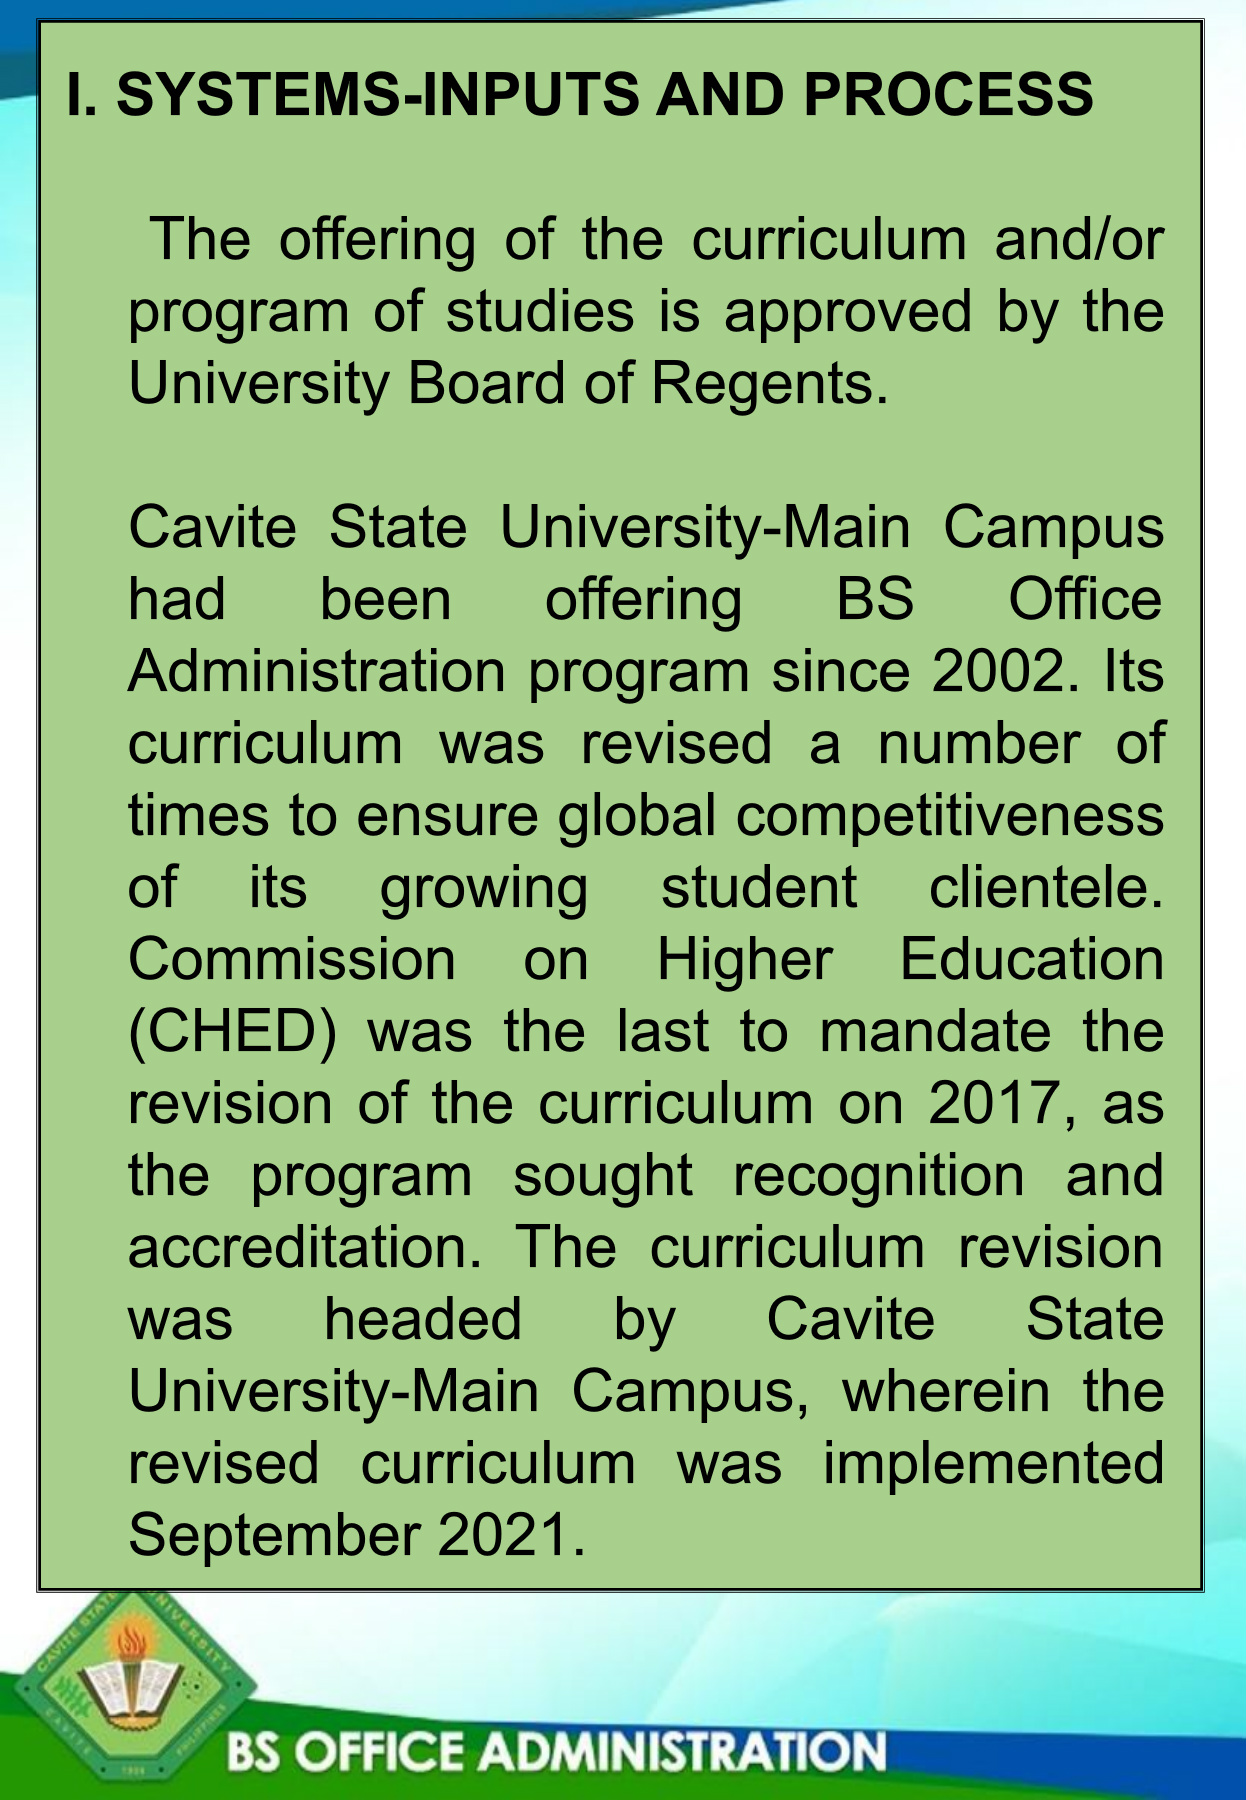 I. SYSTEMS-INPUTS AND PROCESS
The offering of the curriculum and/or
program of studies is approved by the
University Board of Regents.
Cavite State University-Main Campus
had been offering BS Office
Administration program since 2002. Its
curriculum was revised a number of
times to ensure global competitiveness
of its growing student clientele.
Commission on Higher Education
(CHED) was the last to mandate the
revision of the curriculum on 2017, as
the program sought recognition and
accreditation. The curriculum revision
was headed by Cavite State
University-Main Campus, wherein the
revised curriculum was implemented
September 2021.
CAVITE STATE UNIVERSITY
CAVITE
PHILIPPINES
1906
BS OFFICE ADMINISTRATION